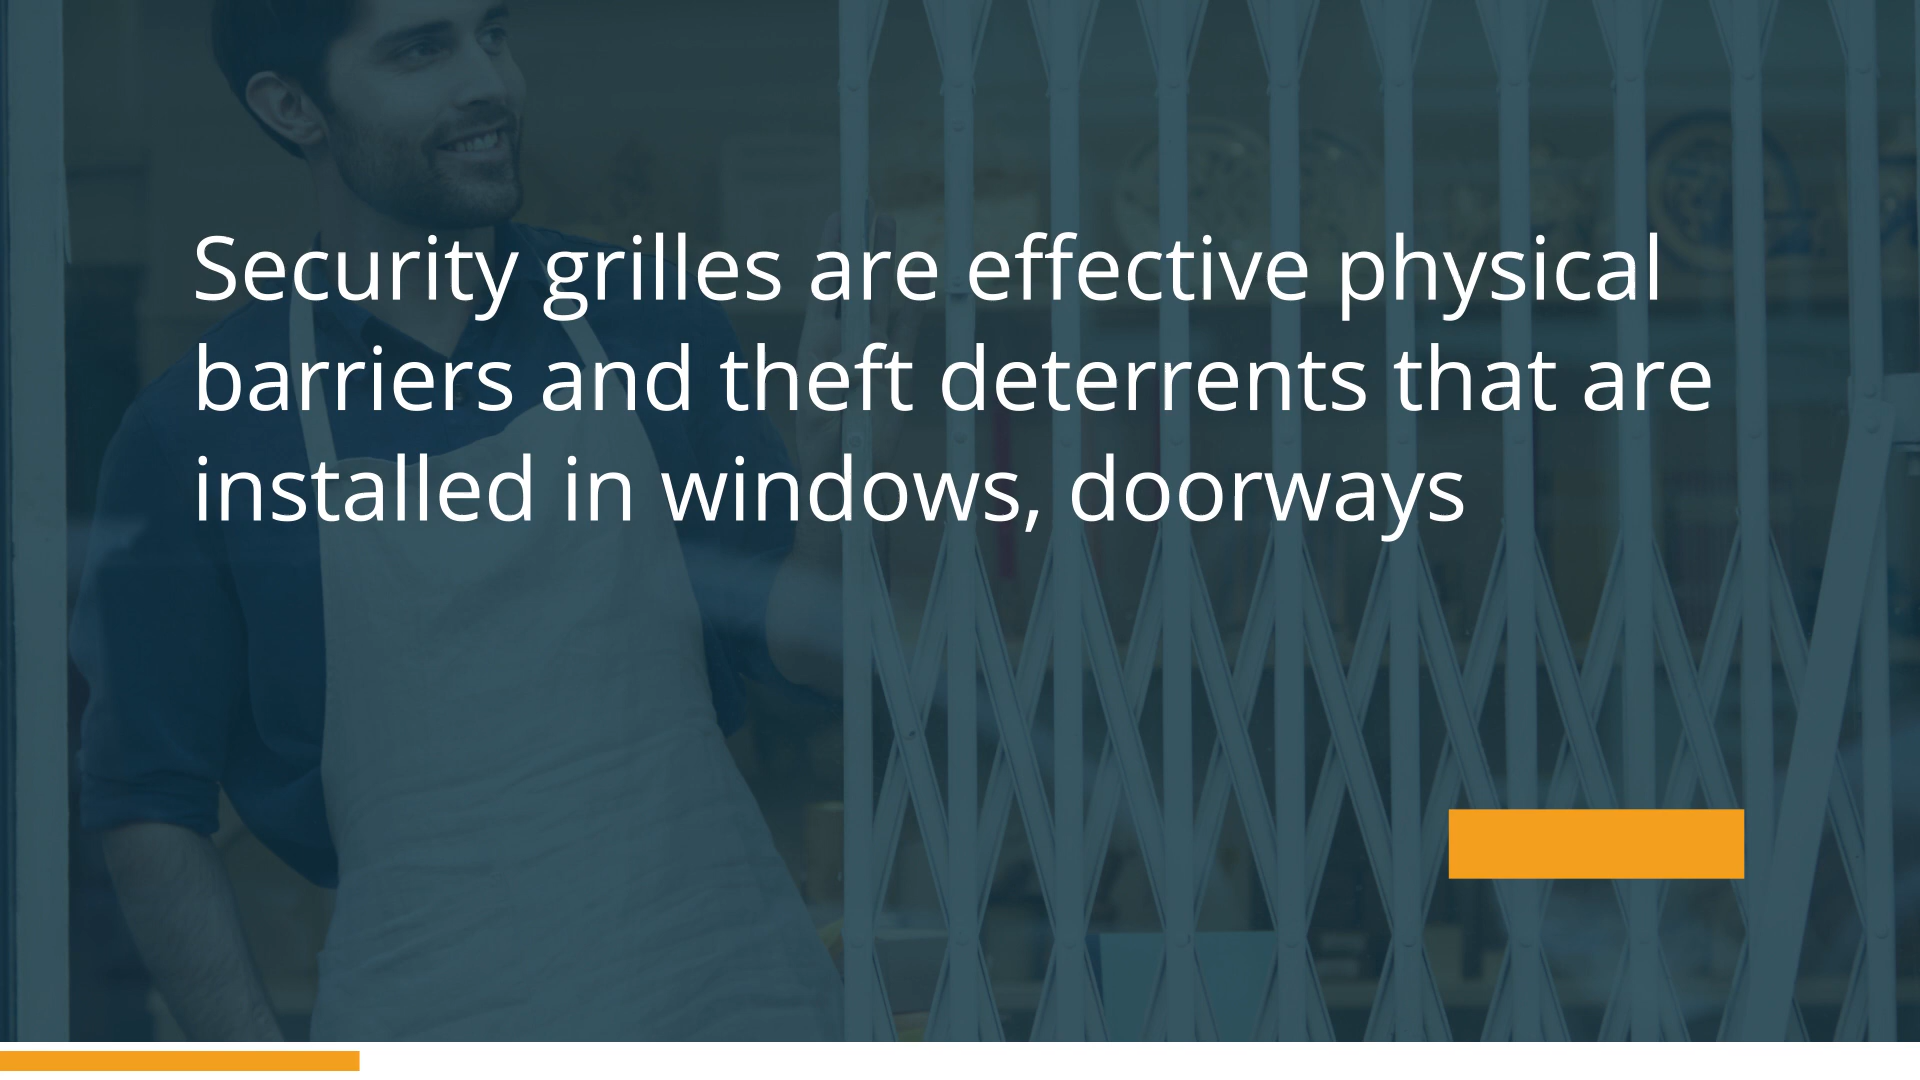 Security grilles are effective physical
barriers and theft deterrents that are
installed in windows, doorways